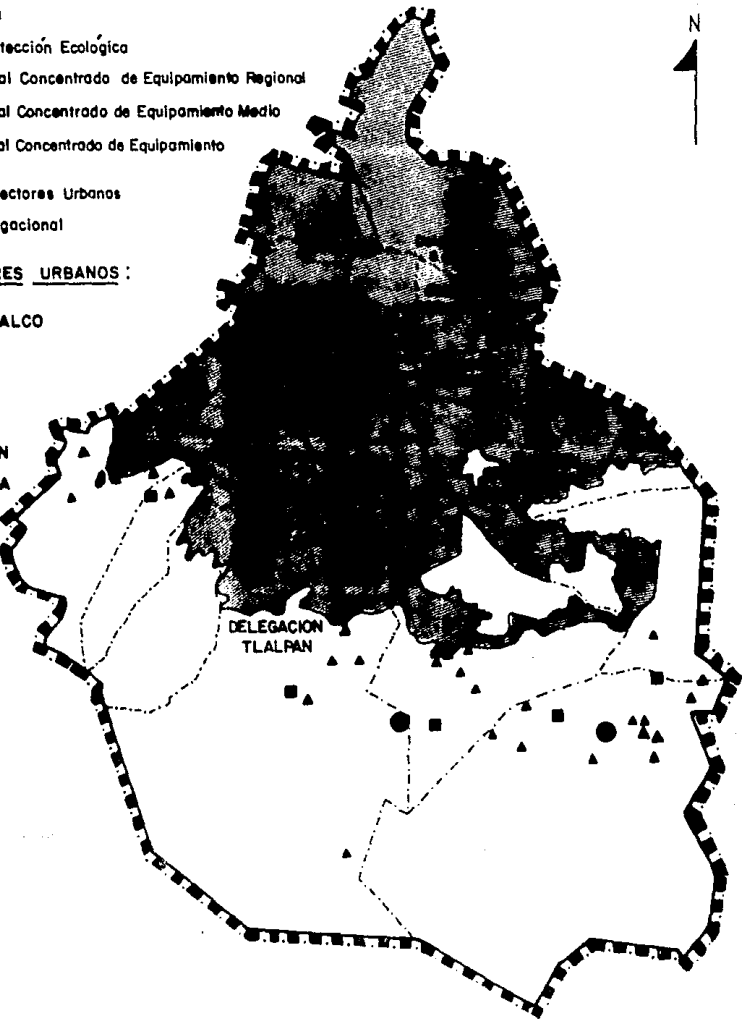 N
tección Ecológica
al Concentrado de Equipamiento Regional
al Concentrado de Equipamiento Medio
al Concentrado de Equipamiento
ectores Urbanos
gacional
RES URBANOS:
ALCO
N
A
DELEGACION
TLALPAN